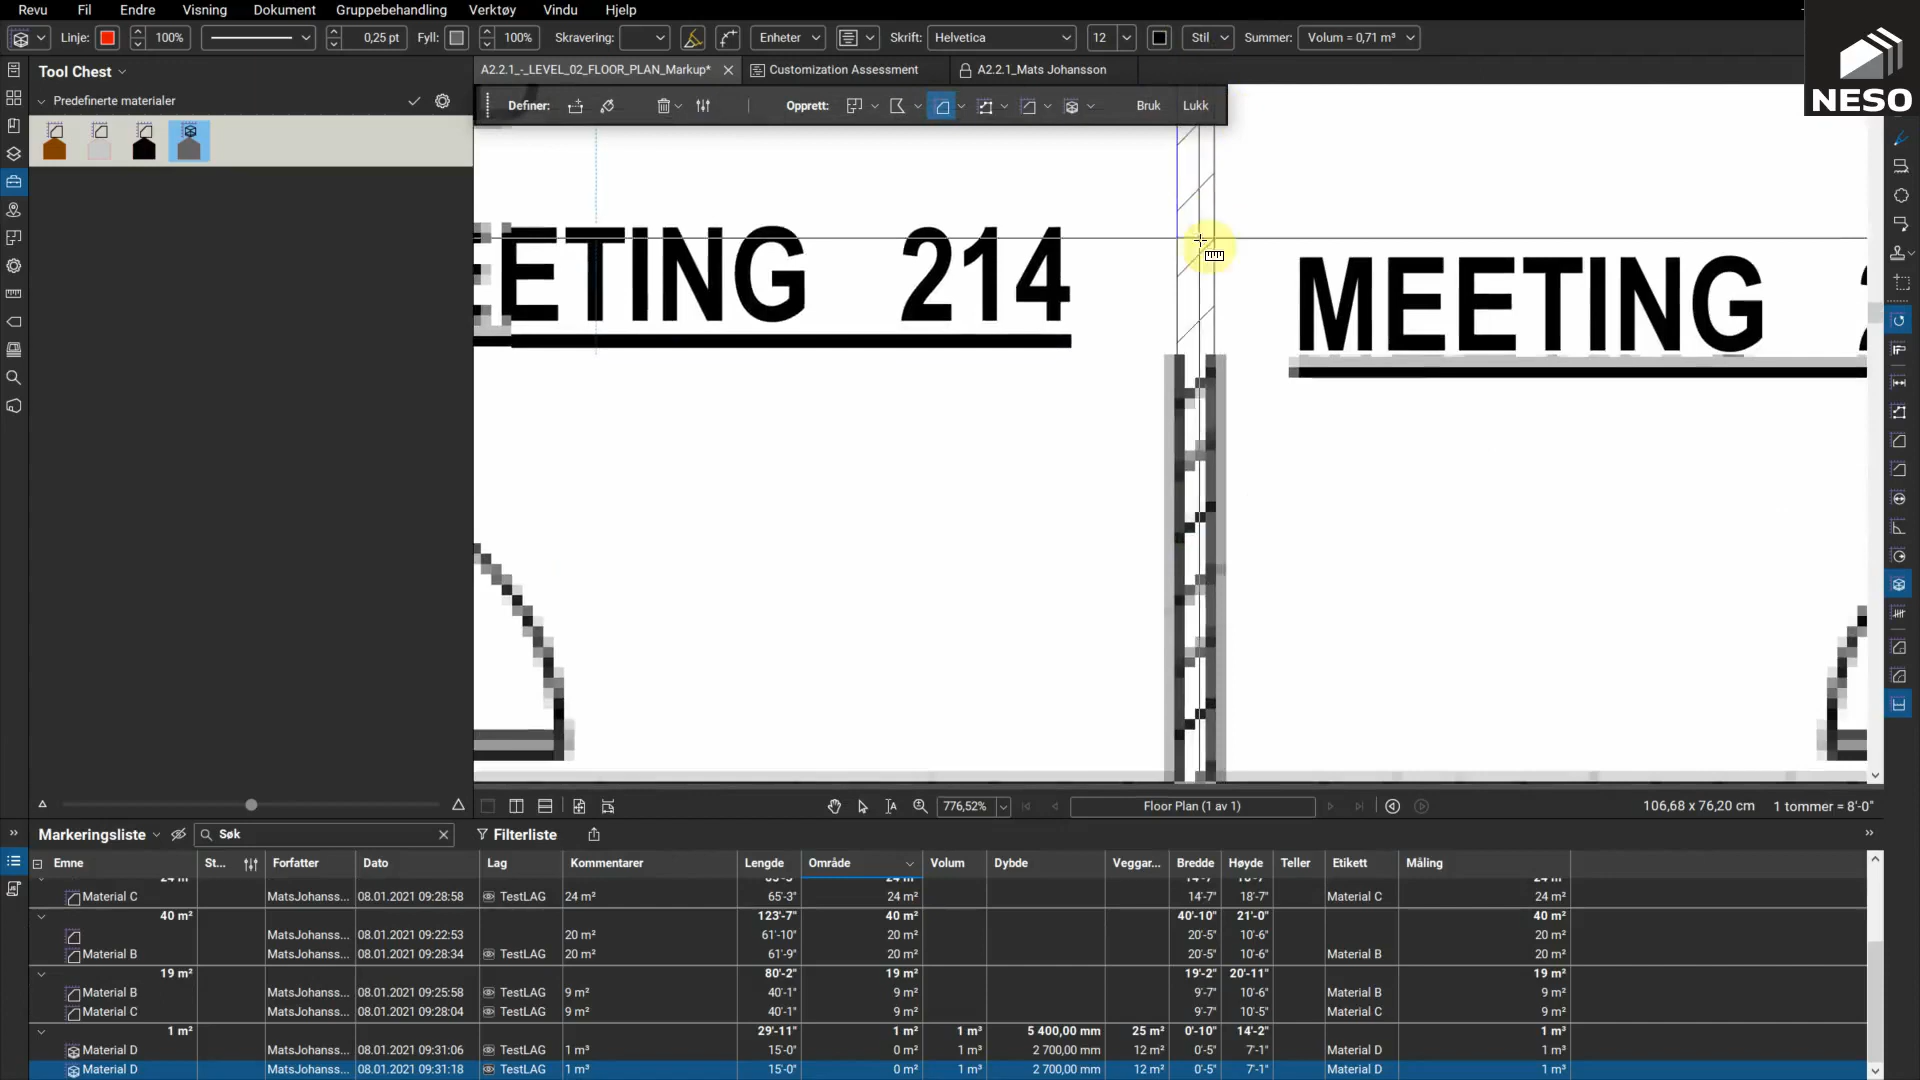 Revu Fil Endre Visning Dokument Gruppebehandling Verktøy Vindu Hjelp
NESO
Linje: 100% 0,25 pt Fyll: 100% Skravering: Enheter Skrift: Helvetica 12 Stil Summer: Volum = 0,71 m³
Tool Chest
A2.2.1_-_LEVEL_02_FLOOR_PLAN_Markup* Customization Assessment A2.2.1_Mats Johansson
Predefinerte materialer
Definer: Opprett: Bruk Lukk
EETING 214
MEETING
776,52% Floor Plan (1 av 1) 106,68 x 76,20 cm 1 tommer = 8'-0"
Markeringsliste Søk Filterliste
Emne St... Forfatter Dato Lag Kommentarer Lengde Område Volum Dybde Veggar... Bredde Høyde Teller Etikett Måling
Material C MatsJohanss... 08.01.2021 09:28:58 TestLAG 24 m² 65'-3" 24 m² 14'-7" 18'-7" Material C 24 m²
40 m² 123'-7" 40 m² 40'-10" 21'-0" 40 m²
MatsJohanss... 08.01.2021 09:22:53 20 m² 61'-10" 20 m² 20'-5" 10'-6" 20 m²
Material B MatsJohanss... 08.01.2021 09:28:34 TestLAG 20 m² 61'-9" 20 m² 20'-5" 10'-6" Material B 20 m²
19 m² 80'-2" 19 m² 19'-2" 20'-11" 19 m²
Material B MatsJohanss... 08.01.2021 09:25:58 TestLAG 9 m² 40'-1" 9 m² 9'-7" 10'-6" Material B 9 m²
Material C MatsJohanss... 08.01.2021 09:28:04 TestLAG 9 m² 40'-1" 9 m² 9'-7" 10'-5" Material C 9 m²
1 m² 29'-11" 1 m² 1 m³ 5 400,00 mm 25 m² 0'-10" 14'-2" 1 m³
Material D MatsJohanss... 08.01.2021 09:31:06 TestLAG 1 m³ 15'-0" 0 m² 1 m³ 2 700,00 mm 12 m² 0'-5" 7'-1" Material D 1 m³
Material D MatsJohanss... 08.01.2021 09:31:18 TestLAG 1 m³ 15'-0" 0 m² 1 m³ 2 700,00 mm 12 m² 0'-5" 7'-1" Material D 1 m³